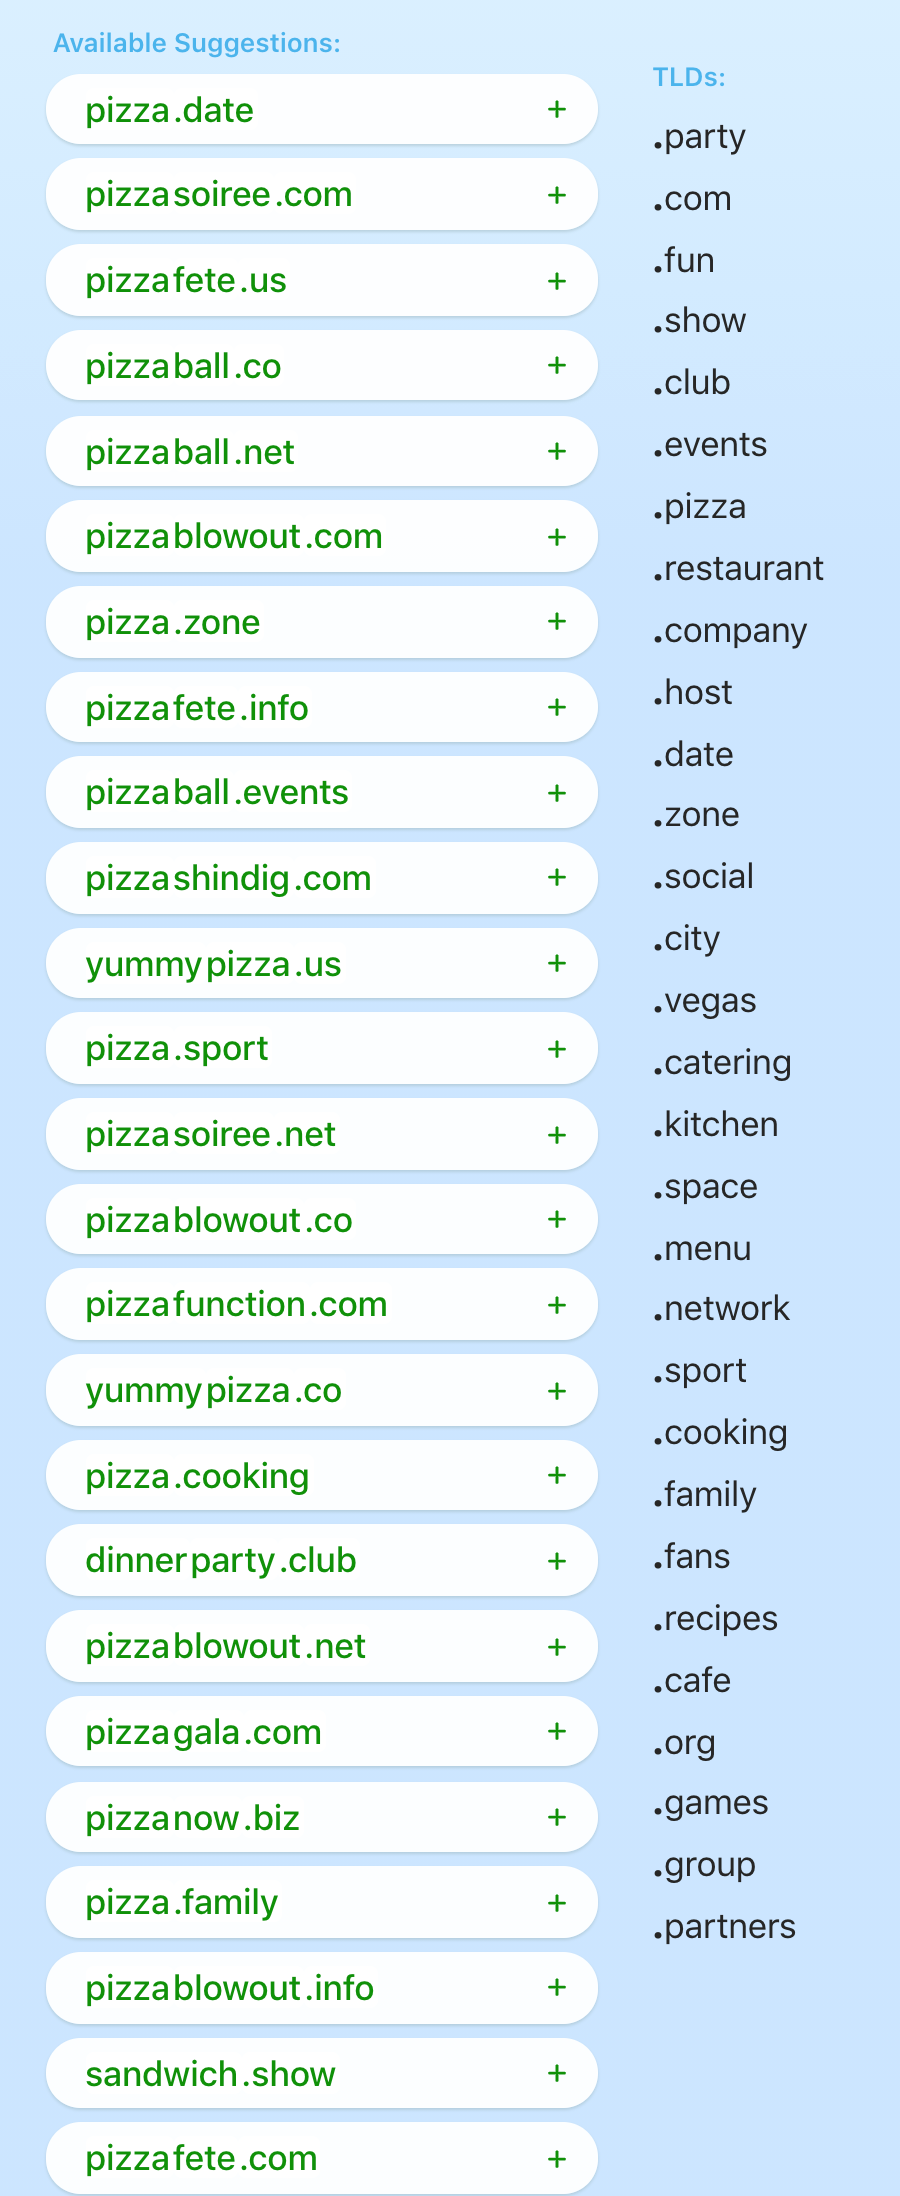 Available Suggestions:
pizza.date +
pizzasoiree.com +
pizzafete.us +
pizzaball.co +
pizzaball.net +
pizzablowout.com +
pizza.zone +
pizzafete.info +
pizzaball.events +
pizzashindig.com +
yummypizza.us +
pizza.sport +
pizzasoiree.net +
pizzablowout.co +
pizzafunction.com +
yummypizza.co +
pizza.cooking +
dinnerparty.club +
pizzablowout.net +
pizzagala.com +
pizzanow.biz +
pizza.family +
pizzablowout.info +
sandwich.show +
pizzafete.com +
TLDs:
.party
.com
.fun
.show
.club
.events
.pizza
.restaurant
.company
.host
.date
.zone
.social
.city
.vegas
.catering
.kitchen
.space
.menu
.network
.sport
.cooking
.family
.fans
.recipes
.cafe
.org
.games
.group
.partners